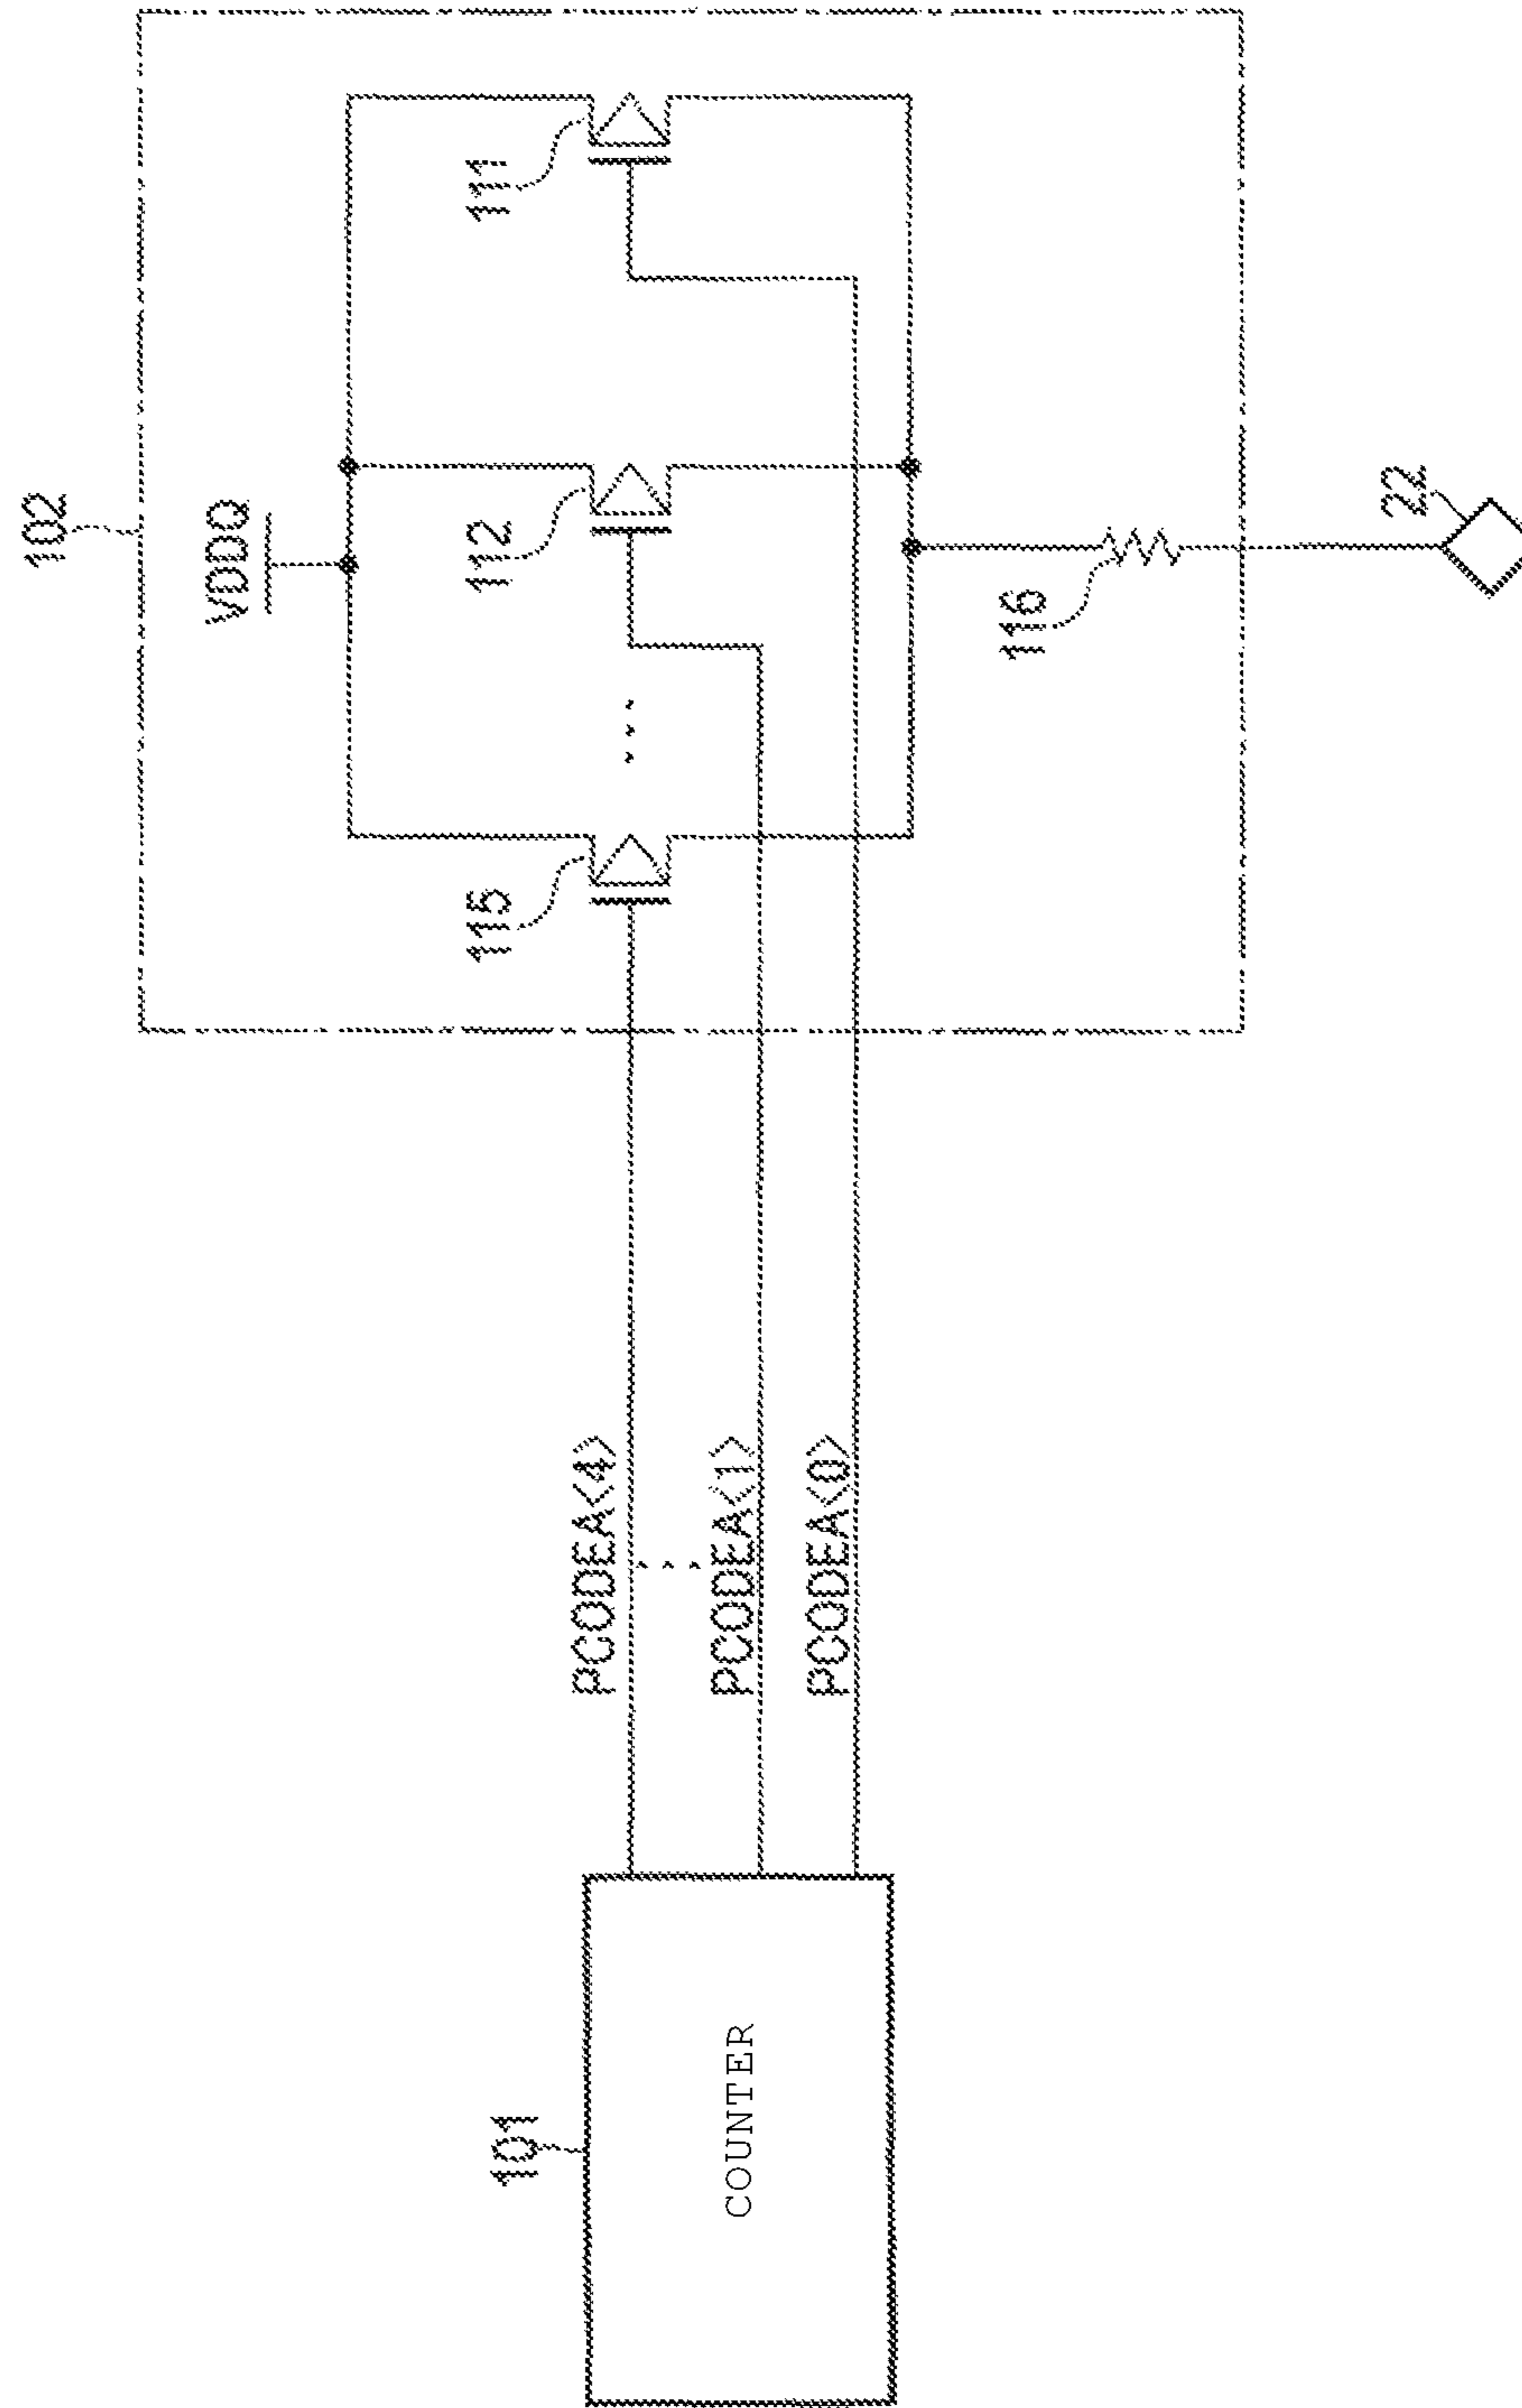 102
VDDQ
101
115
112
111
PCODEA<4>
PCODEA<1>
PCODEA<0>
COUNTER
116
22